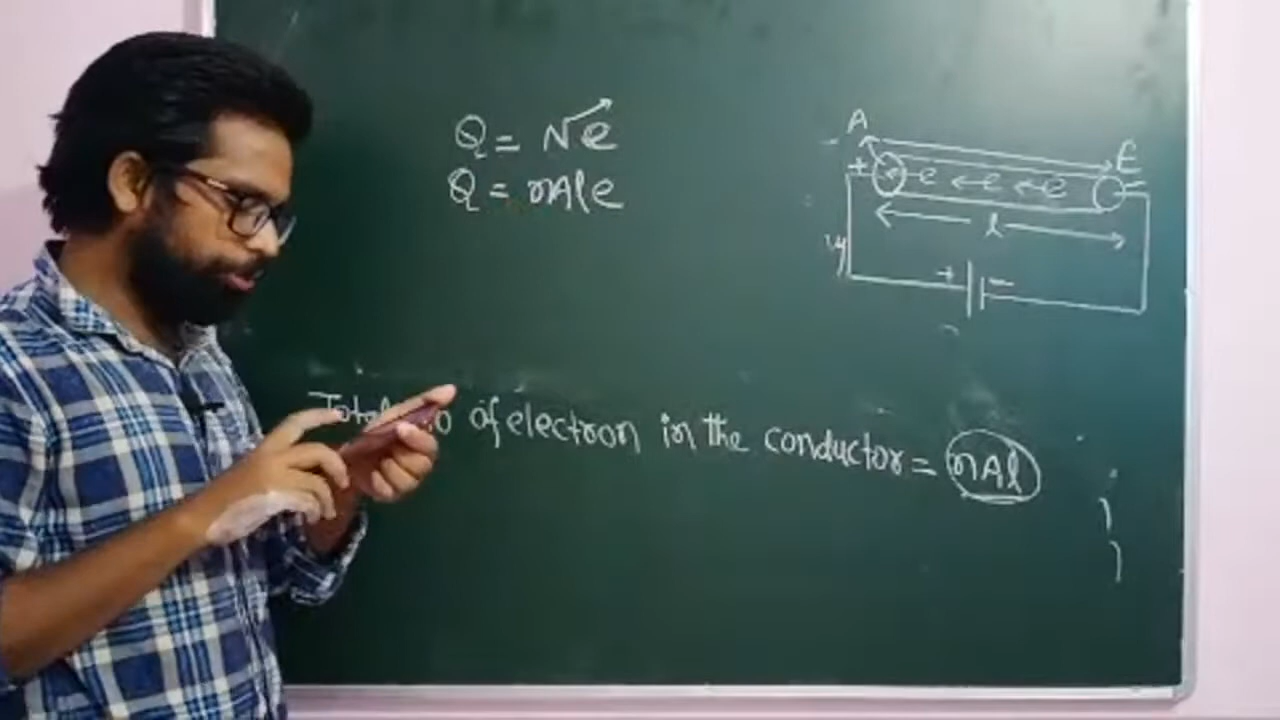 Q = Ne
Q = nAle
A
E
+
e ← e ← e
-
l
+ -
Total no of electron in the conductor = nAl